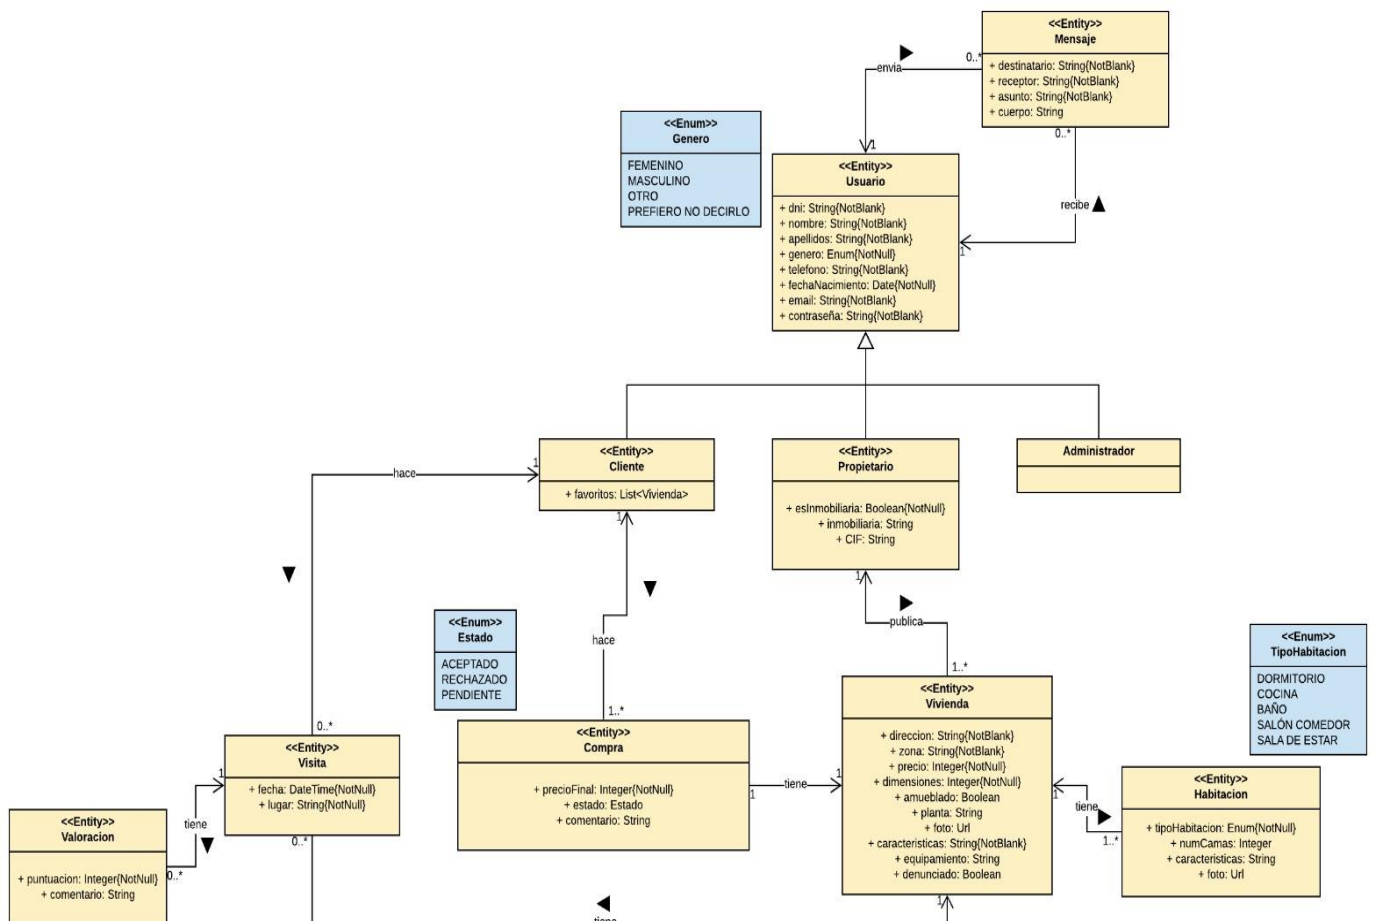 <<Entity>>
Mensaje
+ destinatario: String{NotBlank}
+ receptor: String{NotBlank}
+ asunto: String{NotBlank}
+ cuerpo: String
0..*
envia
0..*
1
<<Enum>>
Genero
FEMENINO
MASCULINO
OTRO
PREFIERO NO DECIRLO
<<Entity>>
Usuario
+ dni: String{NotBlank}
+ nombre: String{NotBlank}
+ apellidos: String{NotBlank}
+ genero: Enum{NotNull}
+ telefono: String{NotBlank}
+ fechaNacimiento: Date{NotNull}
+ email: String{NotBlank}
+ contraseña: String{NotBlank}
recibe
1
<<Entity>>
Cliente
+ favoritos: List<Vivienda>
hace
1
1
<<Entity>>
Propietario
+ esInmobiliaria: Boolean{NotNull}
+ inmobiliaria: String
+ CIF: String
Administrador
1
publica
1..*
<<Enum>>
Estado
ACEPTADO
RECHAZADO
PENDIENTE
hace
1..*
<<Enum>>
TipoHabitacion
DORMITORIO
COCINA
BAÑO
SALÓN COMEDOR
SALA DE ESTAR
0..*
<<Entity>>
Visita
+ fecha: DateTime{NotNull}
+ lugar: String{NotNull}
1
0..*
<<Entity>>
Compra
+ precioFinal: Integer{NotNull}
+ estado: Estado
+ comentario: String
1
tiene
1
<<Entity>>
Vivienda
+ direccion: String{NotBlank}
+ zona: String{NotBlank}
+ precio: Integer{NotNull}
+ dimensiones: Integer{NotNull}
+ amueblado: Boolean
+ planta: String
+ foto: Url
+ caracteristicas: String{NotBlank}
+ equipamiento: String
+ denunciado: Boolean
1
tiene
1..*
<<Entity>>
Habitacion
+ tipoHabitacion: Enum{NotNull}
+ numCamas: Integer
+ caracteristicas: String
+ foto: Url
tiene
<<Entity>>
Valoracion
+ puntuacion: Integer{NotNull}
+ comentario: String
0..*
1
tiene